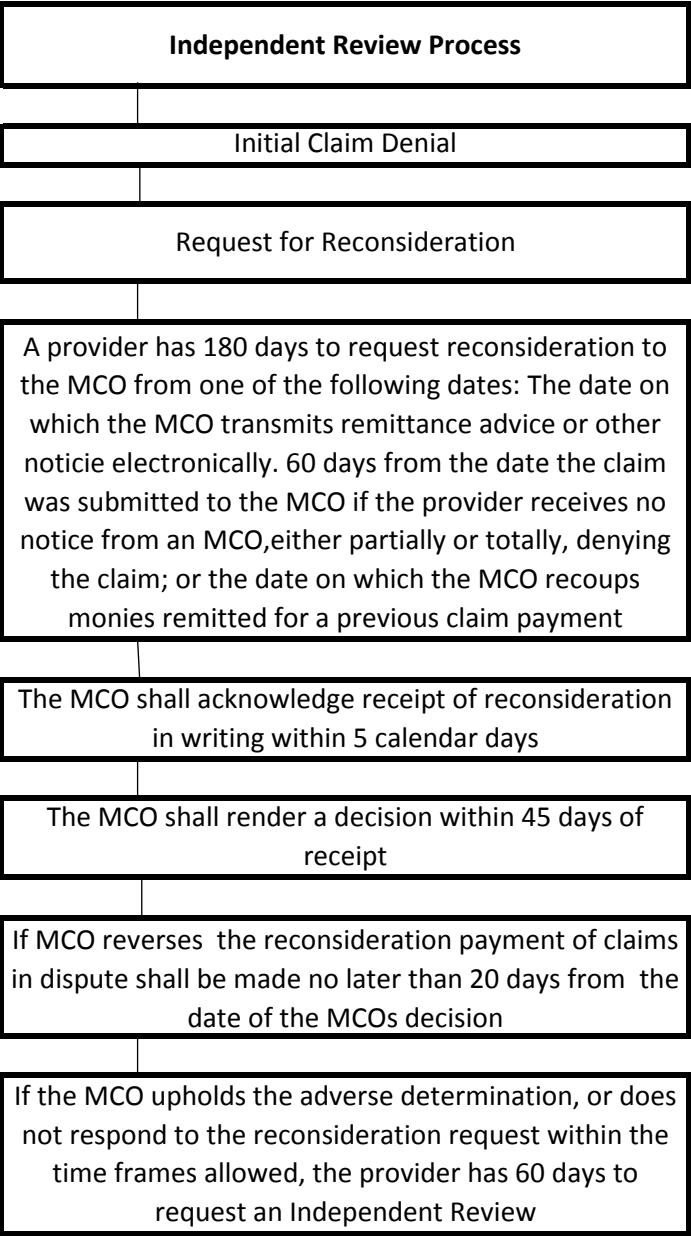 Independent Review Process
Initial Claim Denial
Request for Reconsideration
A provider has 180 days to request reconsideration to
the MCO from one of the following dates: The date on
which the MCO transmits remittance advice or other
noticie electronically. 60 days from the date the claim
was submitted to the MCO if the provider receives no
notice from an MCO,either partially or totally, denying
the claim; or the date on which the MCO recoups
monies remitted for a previous claim payment
The MCO shall acknowledge receipt of reconsideration
in writing within 5 calendar days
The MCO shall render a decision within 45 days of
receipt
If MCO reverses  the reconsideration payment of claims
in dispute shall be made no later than 20 days from  the
date of the MCOs decision
If the MCO upholds the adverse determination, or does
not respond to the reconsideration request within the
time frames allowed, the provider has 60 days to
request an Independent Review